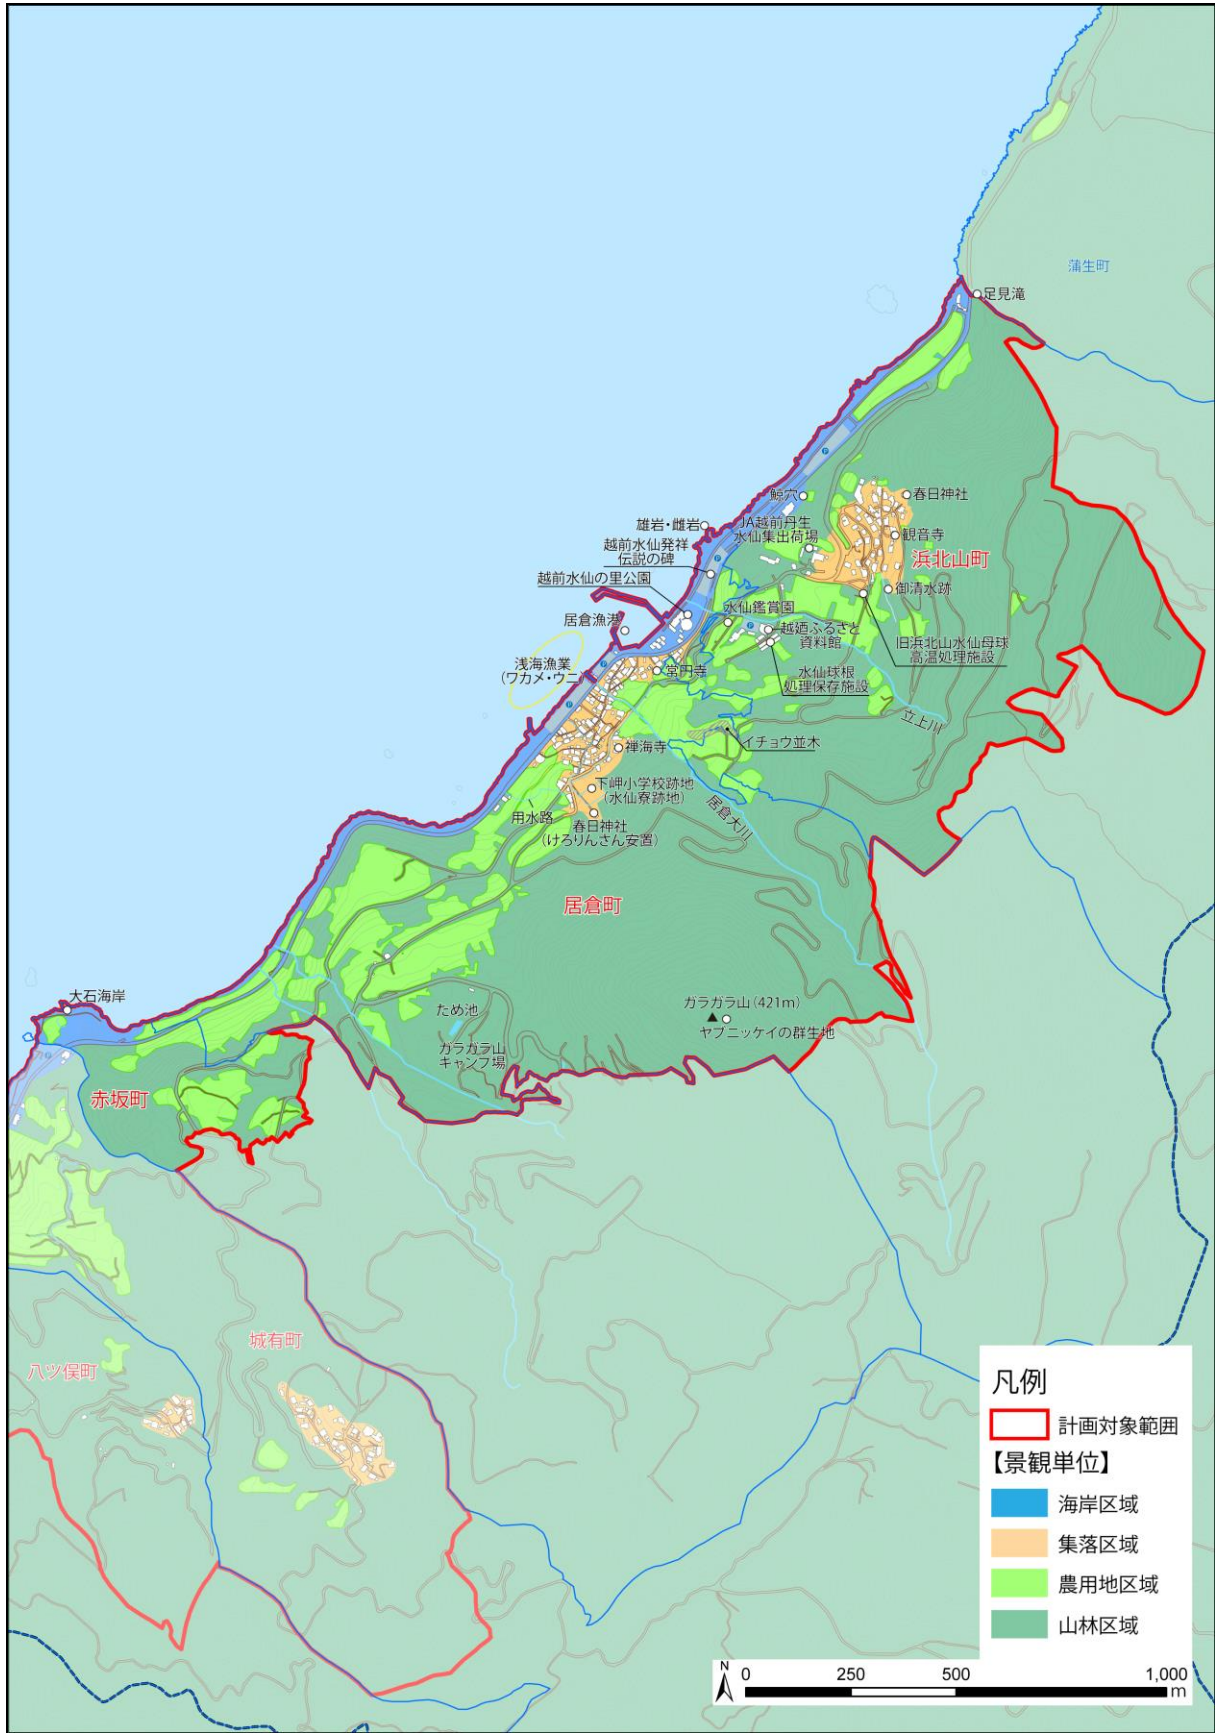 蒲生町
足見滝
鯨穴
春日神社
雄岩・雌岩
JA越前丹生
水仙集出荷場
観音寺
越前水仙発祥
伝説の碑
浜北山町
越前水仙の里公園
御清水跡
水仙鑑賞園
居倉漁港
越廼ふるさと
資料館
旧浜北山水仙母球
高温処理施設
浅海漁業
(ワカメ・ウニ)
常円寺
水仙球根
処理保存施設
立上川
禅海寺
イチョウ並木
下岬小学校跡地
(水仙寮跡地)
居倉大川
用水路
春日神社
(けろりんさん安置)
居倉町
大石海岸
ため池
ガラガラ山(421m)
ヤブニッケイの群生地
ガラガラ山
キャンプ場
赤坂町
城有町
八ツ俣町
P
P
P
P
P
P
P
凡例
計画対象範囲
【景観単位】
海岸区域
集落区域
農用地区域
山林区域
N
0 250 500 1,000
m